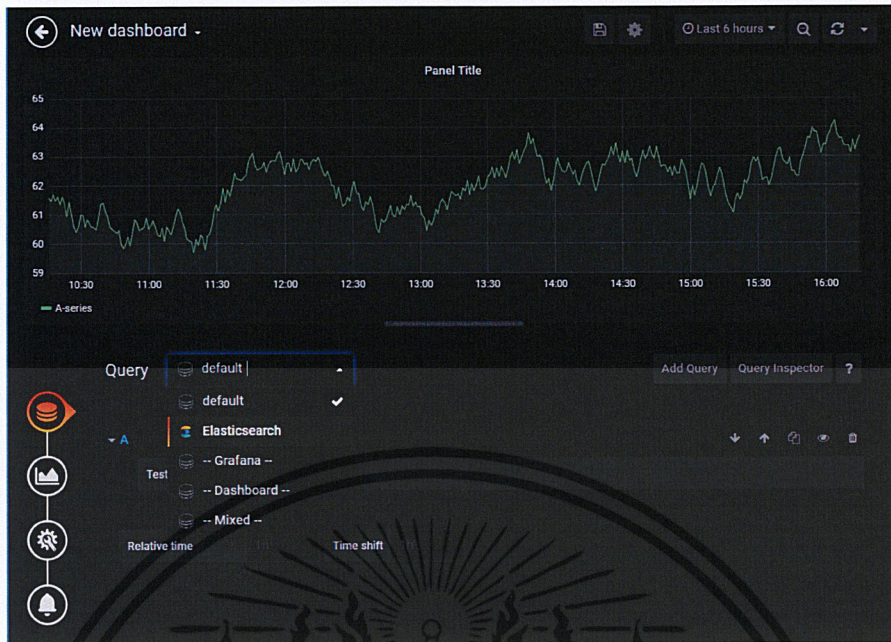 New dashboard
Last 6 hours
Panel Title
65
64
63
62
61
60
59
10:30 11:00 11:30 12:00 12:30 13:00 13:30 14:00 14:30 15:00 15:30 16:00
A-series
Query default Add Query Query Inspector ?
default
Elasticsearch
A
-- Grafana --
Test
-- Dashboard --
-- Mixed --
Relative time Time shift